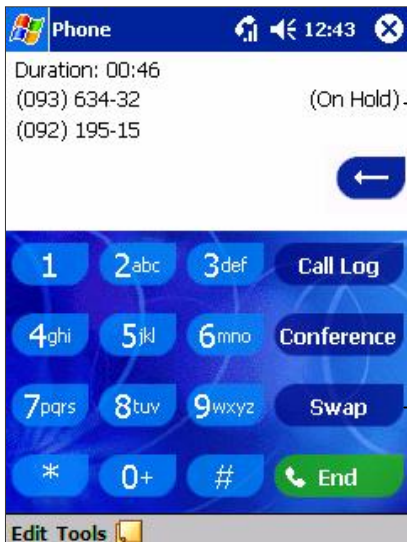 Phone 12:43
Duration: 00:46
(093) 634-32 (On Hold)
(092) 195-15
1 2abc 3def Call Log
4ghi 5jkl 6mno Conference
7pqrs 8tuv 9wxyz Swap
* 0+ # End
Edit Tools